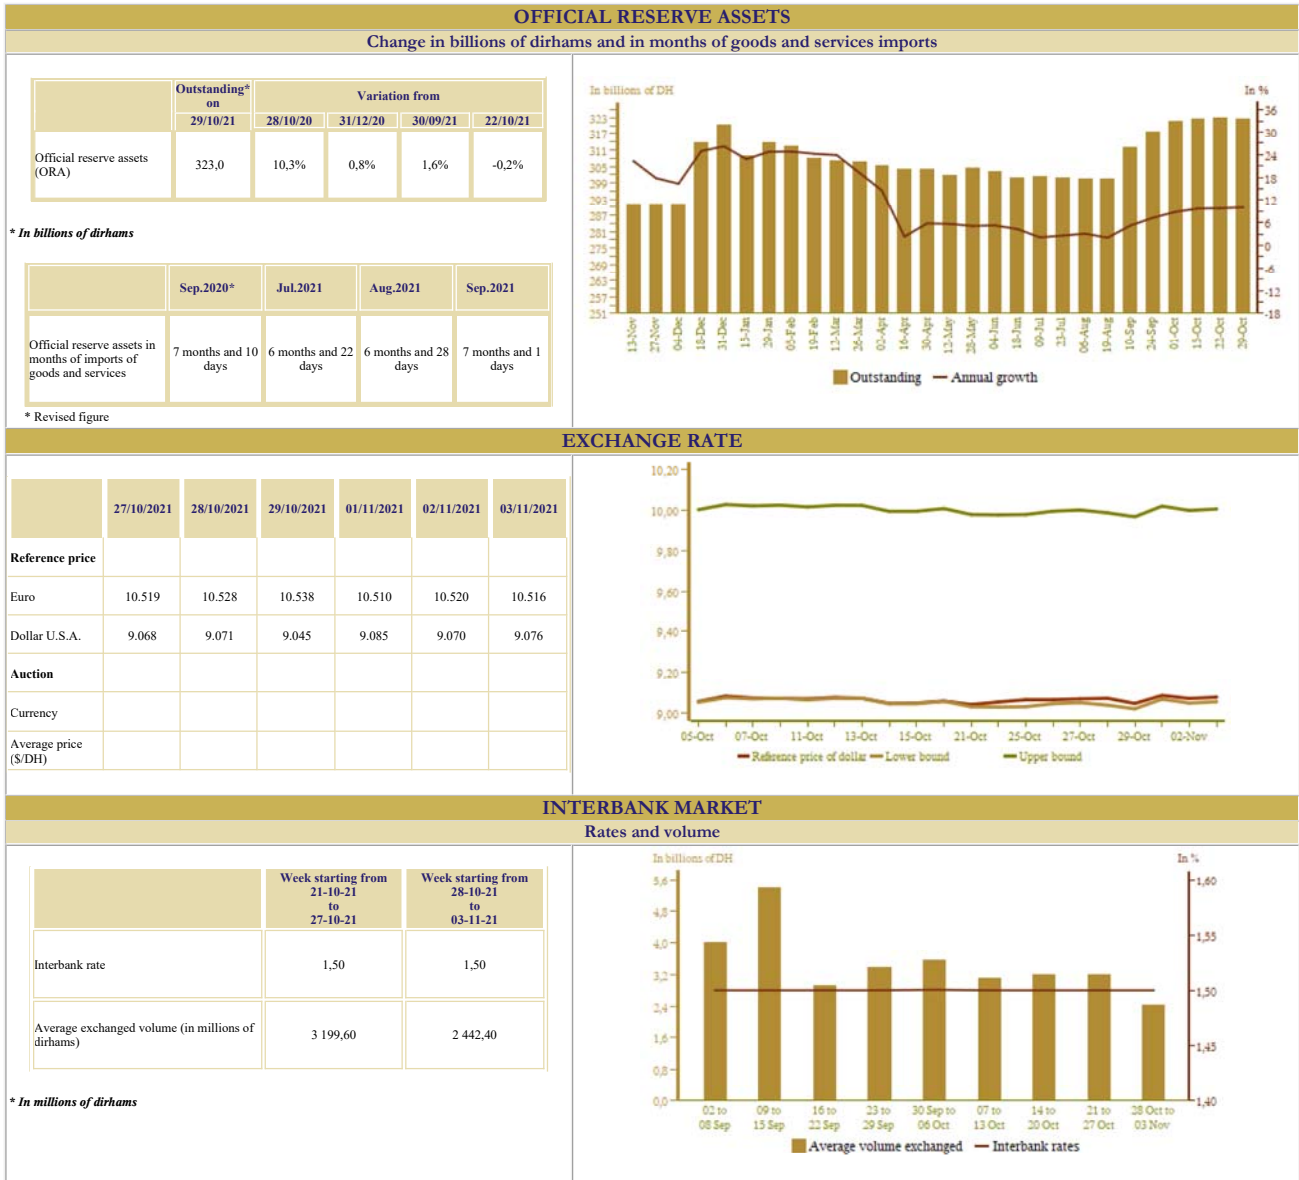 OFFICIAL RESERVE ASSETS
Change in billions of dirhams and in months of goods and services imports
Outstanding*
on
Variation from
29/10/21 28/10/20 31/12/20 30/09/21 22/10/21
Official reserve assets
(ORA)
323,0 10,3% 0,8% 1,6% -0,2%
* In billions of dirhams
Sep.2020* Jul.2021 Aug.2021 Sep.2021
Official reserve assets in
months of imports of
goods and services
7 months and 10
days
6 months and 22
days
6 months and 28
days
7 months and 1
days
* Revised figure
In billions of DH
In %
323
317
311
305
299
293
287
281
275
269
263
257
251
36
30
24
18
12
6
0
-6
-12
-18
13-Nov
27-Nov
04-Dec
18-Dec
31-Dec
15-Jan
29-Jan
05-Feb
19-Feb
12-Mar
26-Mar
02-Apr
16-Apr
30-Apr
12-May
28-May
04-Jun
18-Jun
09-Jul
23-Jul
06-Aug
19-Aug
10-Sep
24-Sep
01-Oct
15-Oct
22-Oct
29-Oct
Outstanding Annual growth
EXCHANGE RATE
27/10/2021 28/10/2021 29/10/2021 01/11/2021 02/11/2021 03/11/2021
Reference price
Euro 10.519 10.528 10.538 10.510 10.520 10.516
Dollar U.S.A. 9.068 9.071 9.045 9.085 9.070 9.076
Auction
Currency
Average price
($/DH)
10,20
10,00
9,80
9,60
9,40
9,20
9,00
05-Oct 07-Oct 11-Oct 13-Oct 15-Oct 21-Oct 25-Oct 27-Oct 29-Oct 02-Nov
Reference price of dollar Lower bound Upper bound
INTERBANK MARKET
Rates and volume
Week starting from
21-10-21
to
27-10-21
Week starting from
28-10-21
to
03-11-21
Interbank rate 1,50 1,50
Average exchanged volume (in millions of
dirhams)
3 199,60 2 442,40
* In millions of dirhams
In billions of DH
In %
5,6
4,8
4,0
3,2
2,4
1,6
0,8
0,0
1,60
1,55
1,50
1,45
1,40
02 to
08 Sep
09 to
15 Sep
16 to
22 Sep
23 to
29 Sep
30 Sep to
06 Oct
07 to
13 Oct
14 to
20 Oct
21 to
27 Oct
28 Oct to
03 Nov
Average volume exchanged Interbank rates